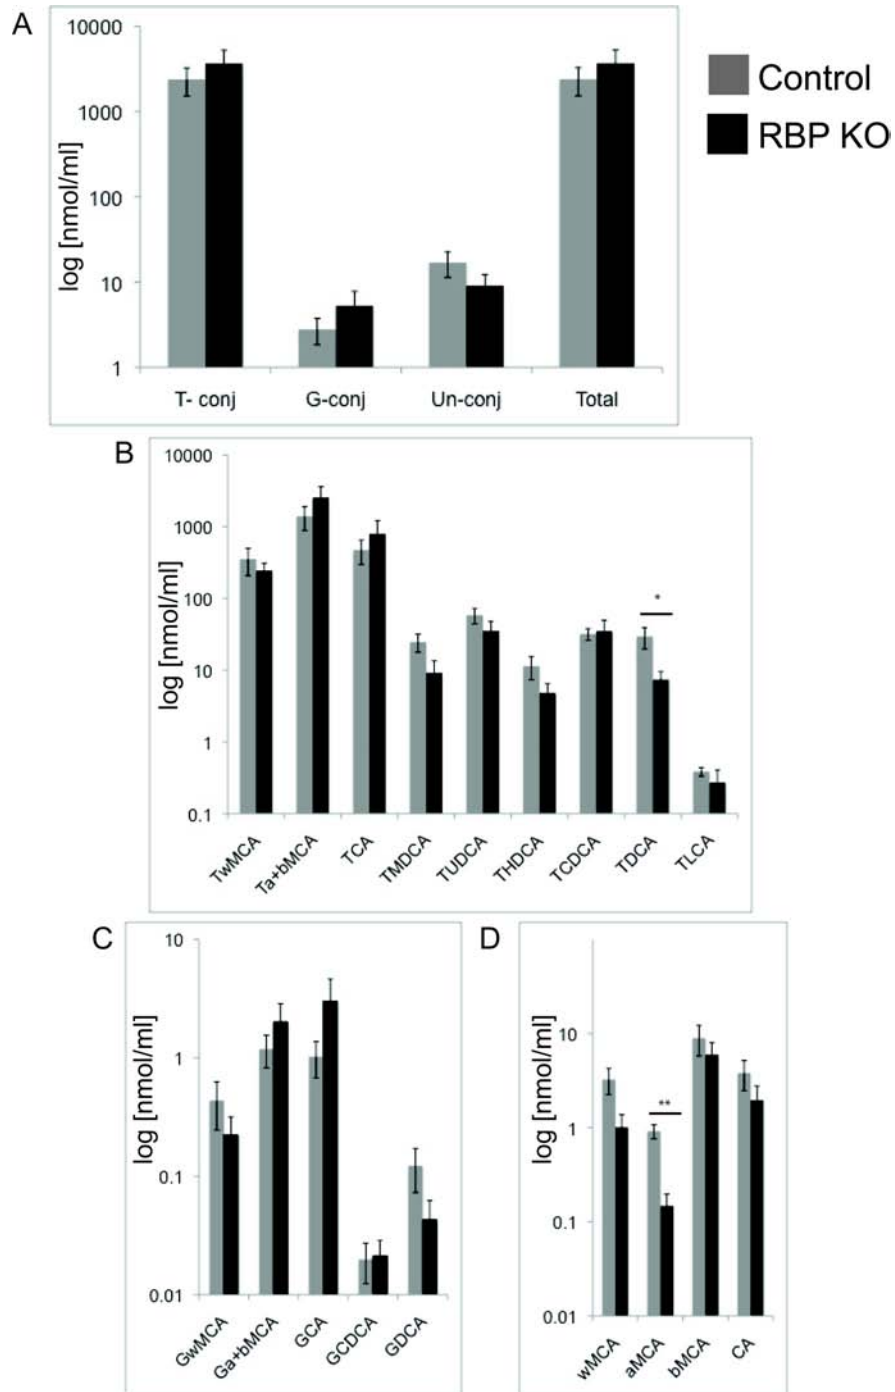 A
10000
1000
100
10
1
log [nmol/ml]
T- conj
G-conj
Un-conj
Total
Control
RBP KO
B
10000
1000
100
10
1
0.1
log [nmol/ml]
*
TwMCA
Ta+bMCA
TCA
TMDCA
TUDCA
THDCA
TCDCA
TDCA
TLCA
C
10
1
0.1
0.01
log [nmol/ml]
GwMCA
Ga+bMCA
GCA
GCDCA
GDCA
D
10
1
0.1
0.01
log [nmol/ml]
**
wMCA
aMCA
bMCA
CA